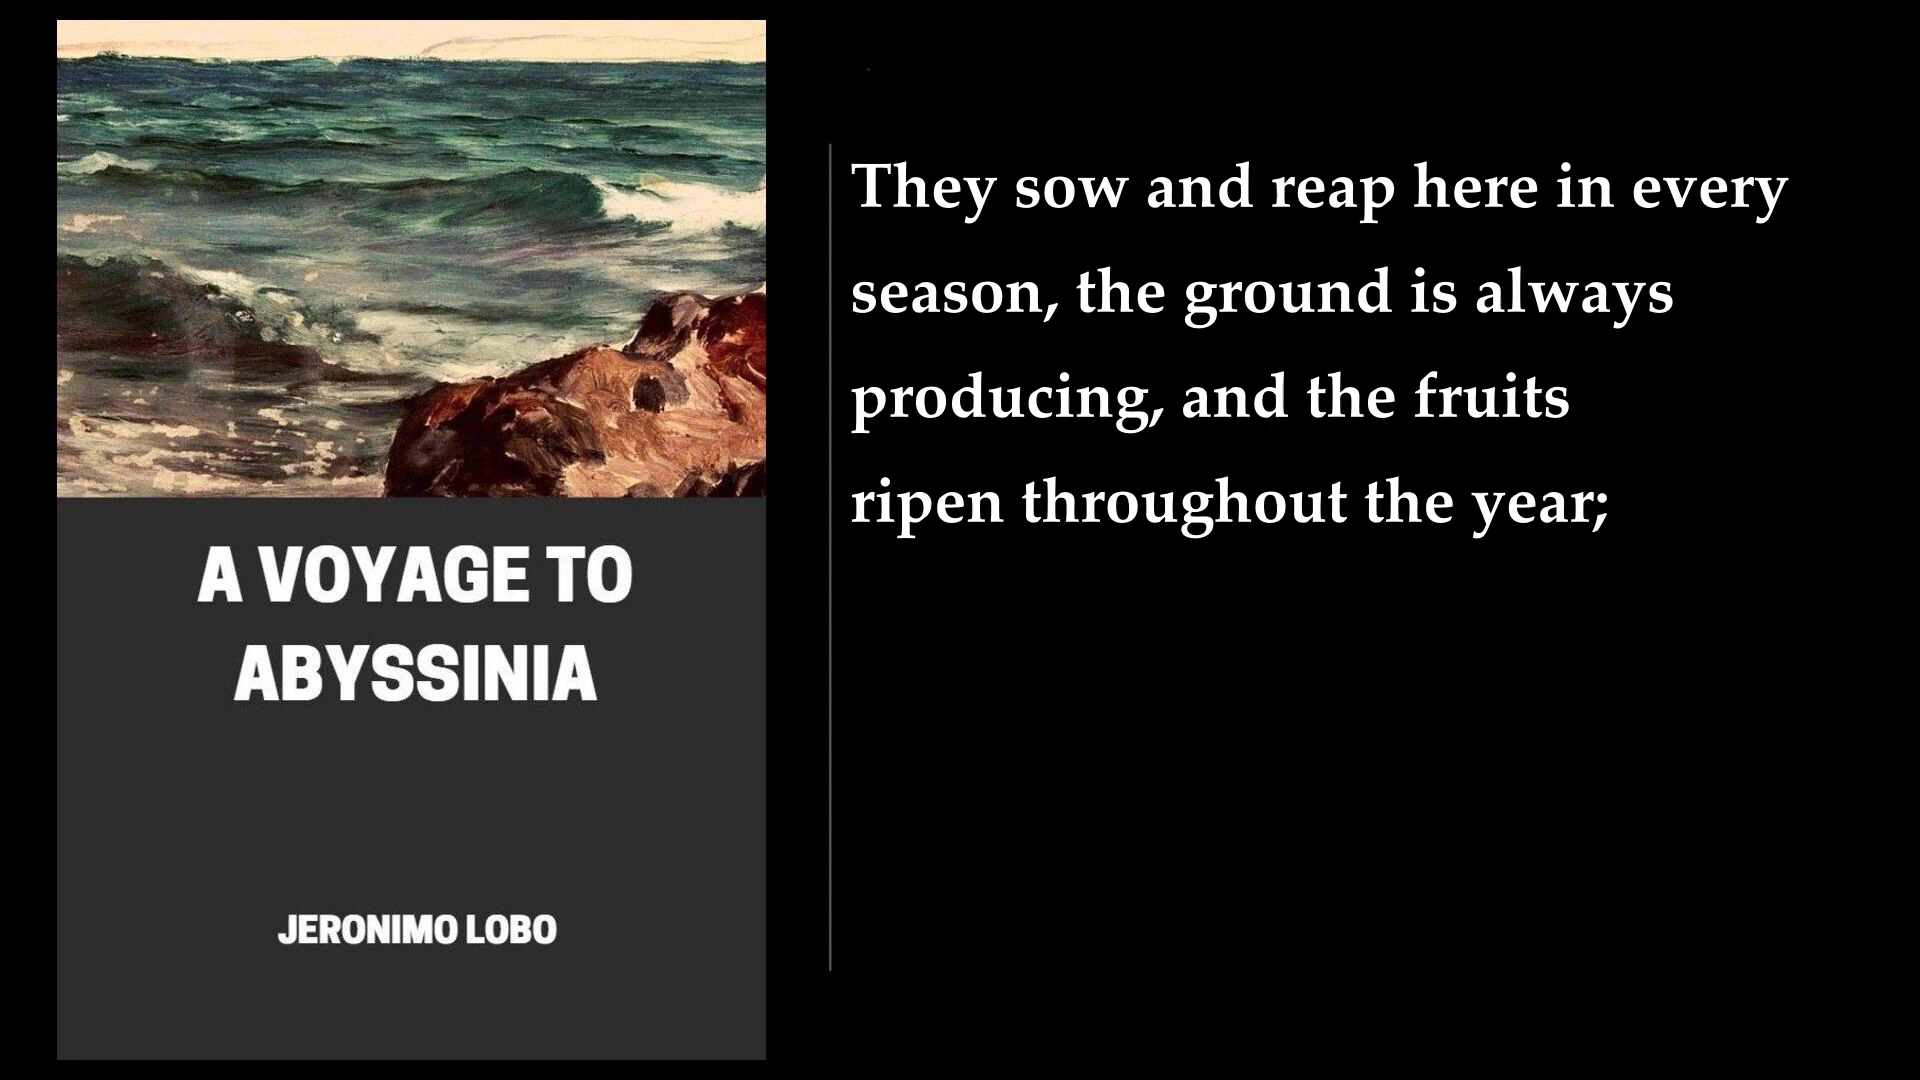 A VOYAGE TO
ABYSSINIA
JERONIMO LOBO
They sow and reap here in every
season, the ground is always
producing, and the fruits
ripen throughout the year;